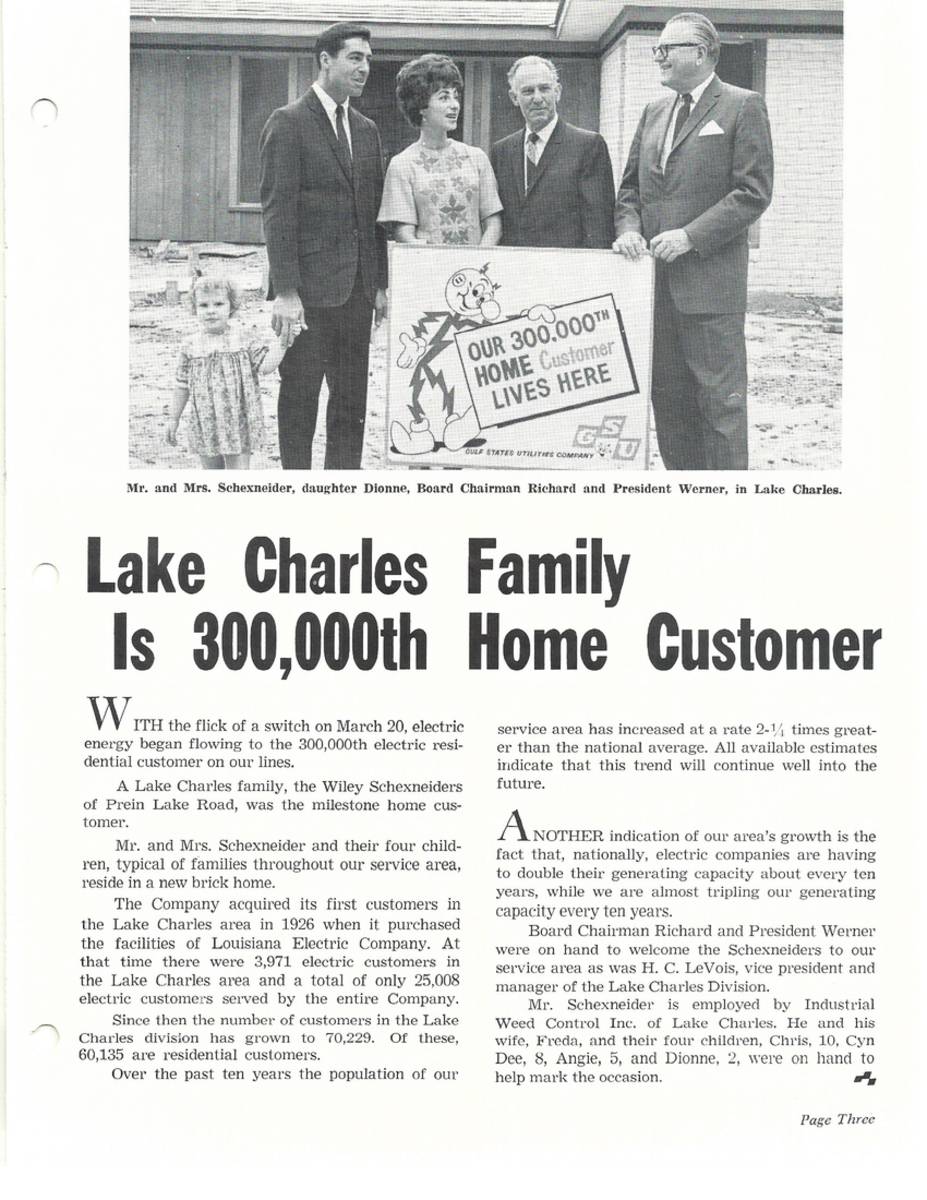 OUR 300,000TH
HOME Customer
LIVES HERE
GSU
GULF STATES UTILITIES COMPANY
Mr. and Mrs. Schexneider, daughter Dionne, Board Chairman Richard and President Werner, in Lake Charles.
Lake Charles Family
Is 300,000th Home Customer
WITH the flick of a switch on March 20, electric
energy began flowing to the 300,000th electric resi-
dential customer on our lines.
A Lake Charles family, the Wiley Schexneiders
of Prein Lake Road, was the milestone home cus-
tomer.
Mr. and Mrs. Schexneider and their four child-
ren, typical of families throughout our service area,
reside in a new brick home.
The Company acquired its first customers in
the Lake Charles area in 1926 when it purchased
the facilities of Louisiana Electric Company. At
that time there were 3,971 electric customers in
the Lake Charles area and a total of only 25,008
electric customers served by the entire Company.
Since then the number of customers in the Lake
Charles division has grown to 70,229. Of these,
60,135 are residential customers.
Over the past ten years the population of our
service area has increased at a rate 2-1/4 times great-
er than the national average. All available estimates
indicate that this trend will continue well into the
future.
ANOTHER indication of our area's growth is the
fact that, nationally, electric companies are having
to double their generating capacity about every ten
years, while we are almost tripling our generating
capacity every ten years.
Board Chairman Richard and President Werner
were on hand to welcome the Schexneiders to our
service area as was H. C. LeVois, vice president and
manager of the Lake Charles Division.
Mr. Schexneider is employed by Industrial
Weed Control Inc. of Lake Charles. He and his
wife, Freda, and their four children, Chris, 10, Cyn
Dee, 8, Angie, 5, and Dionne, 2, were on hand to
help mark the occasion.
Page Three